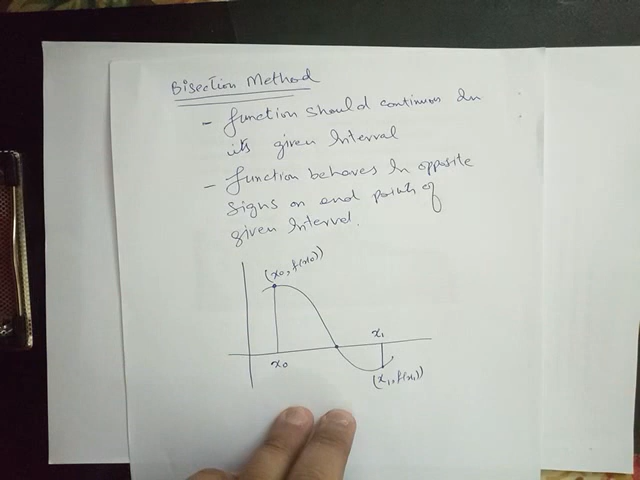 Bisection Method
- function should continuous in
its given Interval
- function behaves In opposite
signs on end points of
given Interval.
(x0, f(x0))
x1
x0
(x1, f(x1))